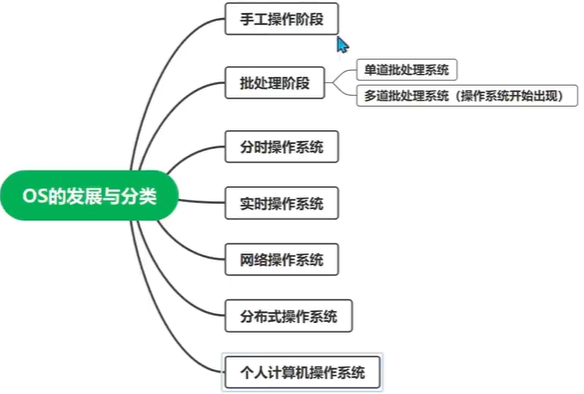 手工操作阶段
批处理阶段
单道批处理系统
多道批处理系统（操作系统开始出现）
分时操作系统
OS的发展与分类
实时操作系统
网络操作系统
分布式操作系统
个人计算机操作系统